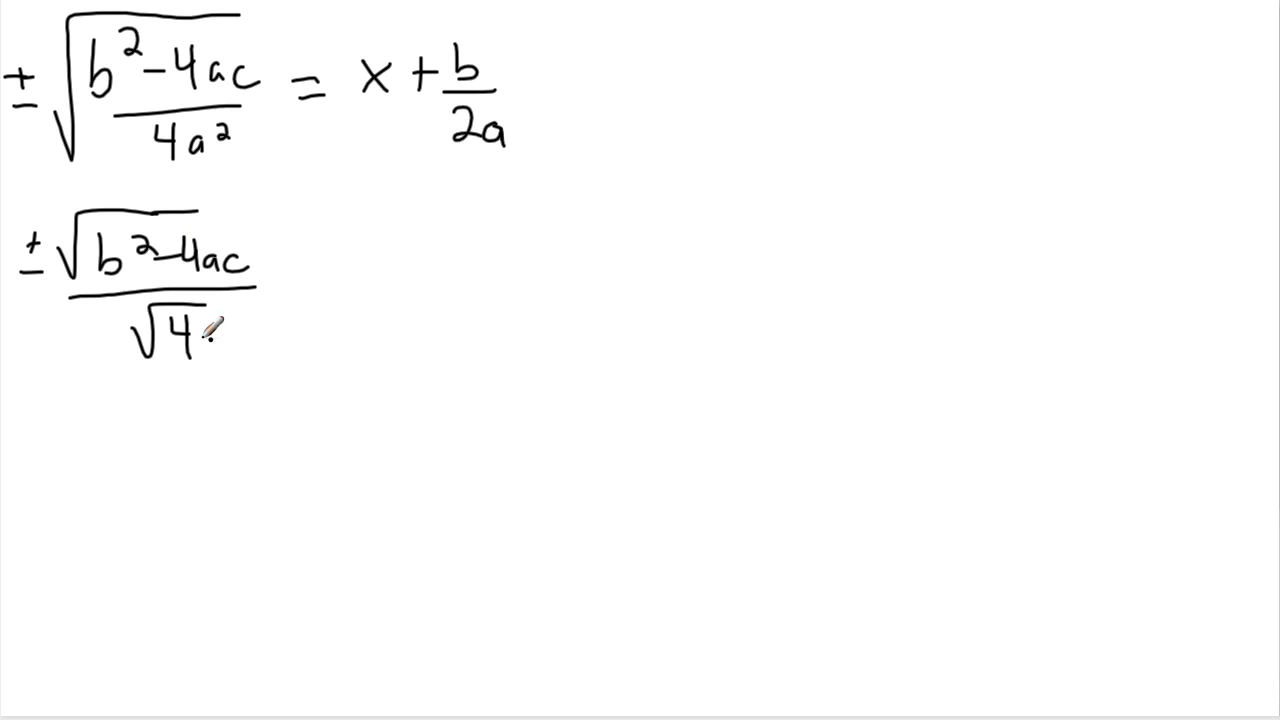 ± √(b² - 4ac / 4a²) = x + b/2a
± √(b² - 4ac) / √4